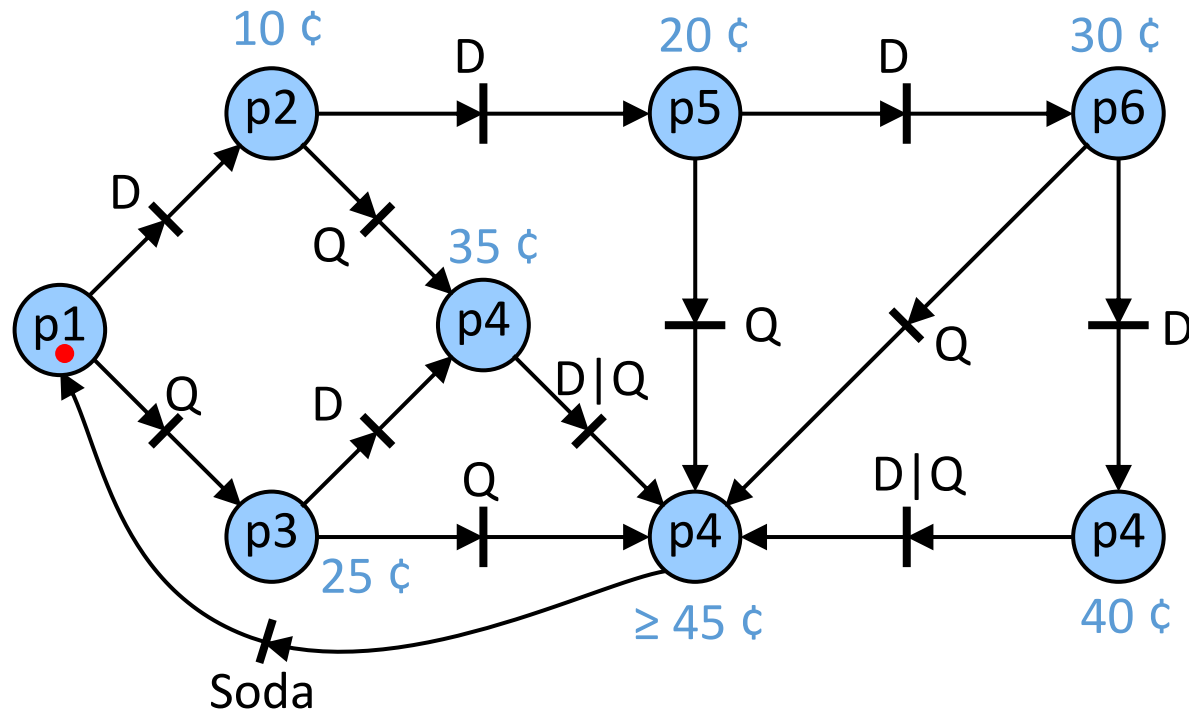 10 ¢
20 ¢
30 ¢
D
D
p2
p5
p6
D
Q
35 ¢
p1
p4
Q
Q
D
Q
D
D|Q
Q
D|Q
p3
p4
p4
25 ¢
≥ 45 ¢
40 ¢
Soda